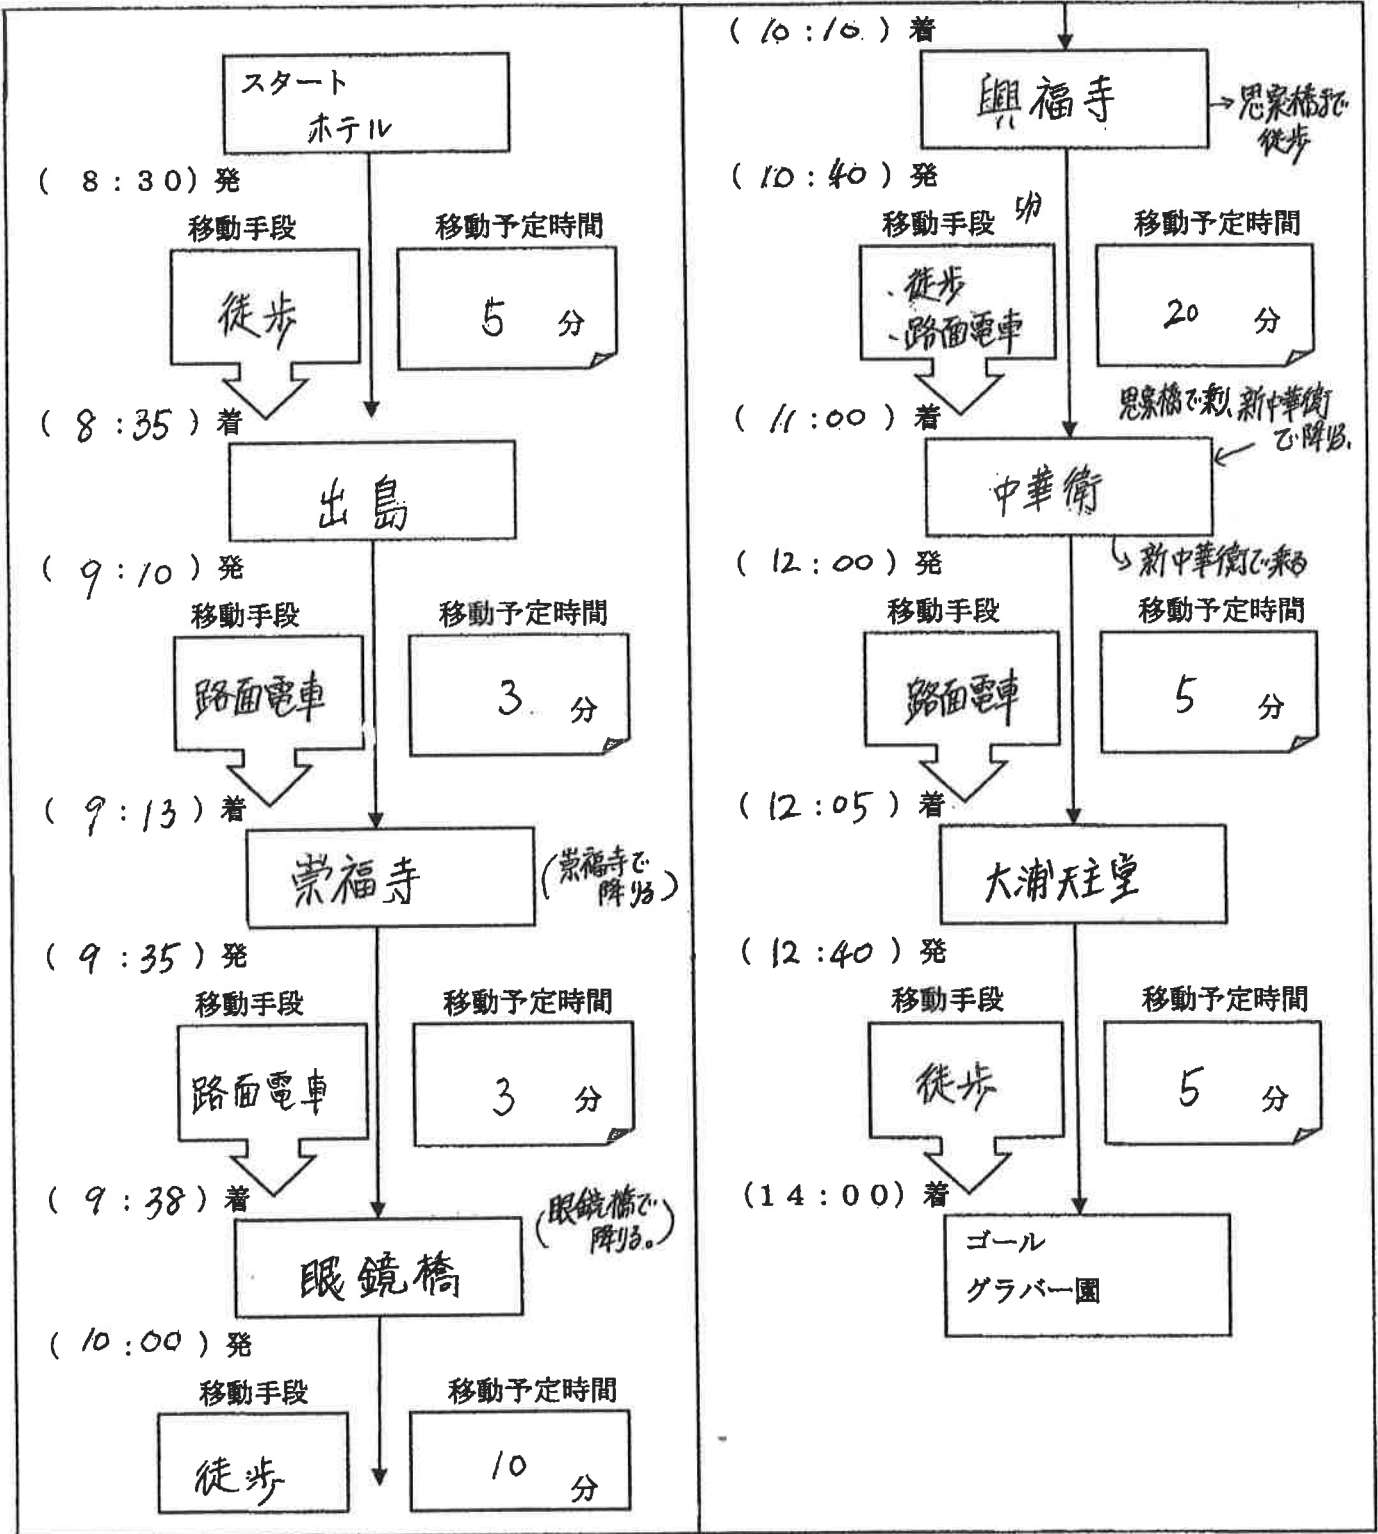 スタート
ホテル
( 8:30) 発
移動手段 移動予定時間
徒歩
5 分
( 8:35 ) 着
出島
( 9:10 ) 発
移動手段 移動予定時間
路面電車
3 分
( 9:13 ) 着
崇福寺
(崇福寺で
降りる)
( 9:35 ) 発
移動手段 移動予定時間
路面電車
3 分
( 9:38 ) 着
眼鏡橋
(眼鏡橋で
降りる。)
( 10:00 ) 発
移動手段 移動予定時間
徒歩
10 分
( 10:10 ) 着
興福寺
→思案橋まで
徒歩
( 10:40 ) 発
移動手段 5分 移動予定時間
・徒歩
・路面電車
20 分
( 11:00 ) 着
思案橋で乗り、新中華街
で降りる。
中華街
新中華街で乗る
( 12:00 ) 発
移動手段 移動予定時間
路面電車
5 分
( 12:05 ) 着
大浦天主堂
( 12:40 ) 発
移動手段 移動予定時間
徒歩
5 分
(14:00) 着
ゴール
グラバー園